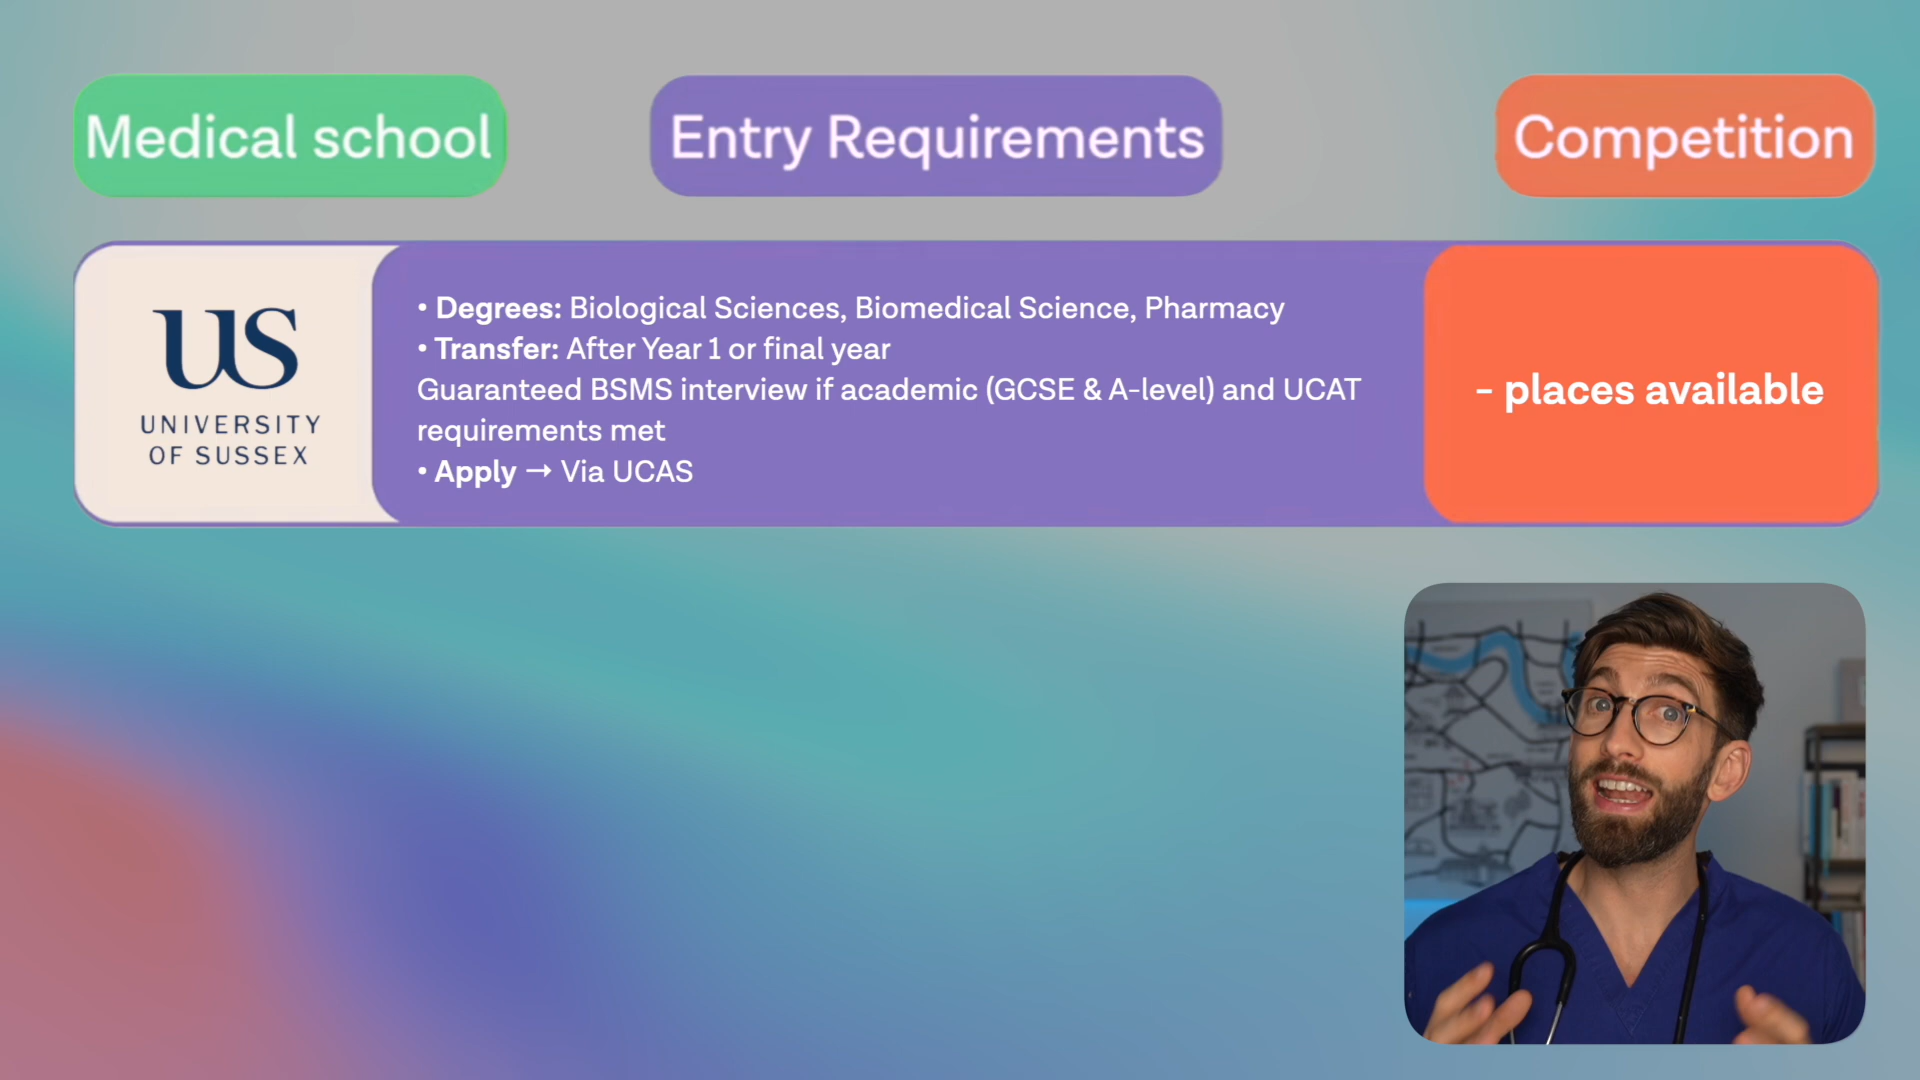 Medical school
Entry Requirements
Competition
US
UNIVERSITY
OF SUSSEX
• Degrees: Biological Sciences, Biomedical Science, Pharmacy
• Transfer: After Year 1 or final year
Guaranteed BSMS interview if academic (GCSE & A-level) and UCAT
requirements met
• Apply → Via UCAS
- places available